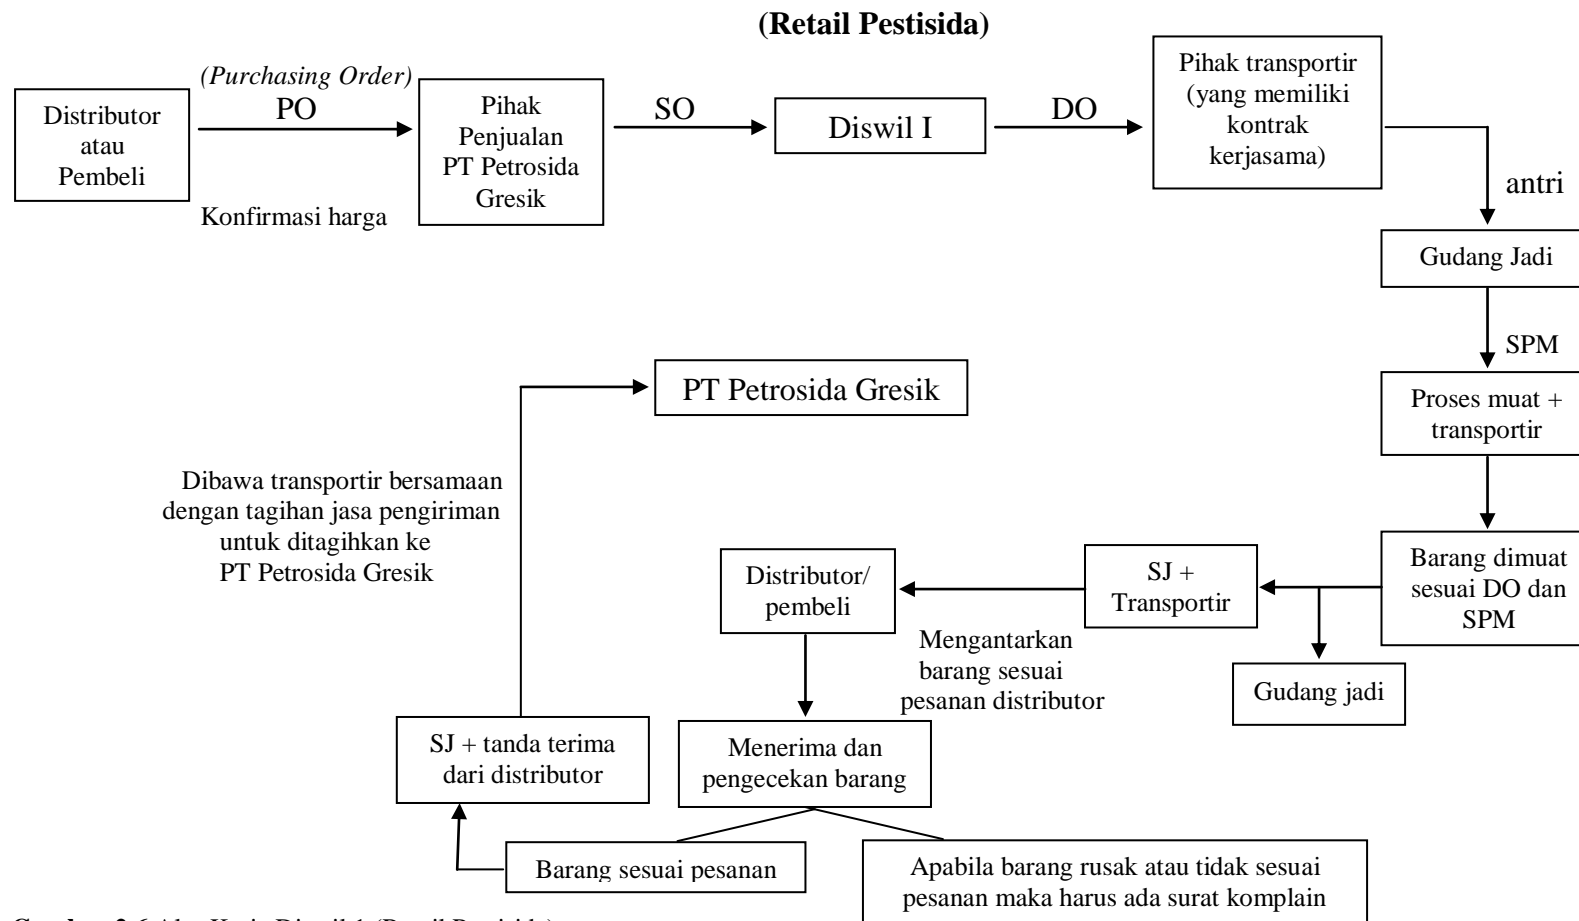 (Retail Pestisida)
(Purchasing Order)
PO
Distributor
atau
Pembeli
Konfirmasi harga
Pihak
Penjualan
PT Petrosida
Gresik
SO
Diswil I
DO
Pihak transportir
(yang memiliki
kontrak
kerjasama)
antri
Gudang Jadi
SPM
Proses muat +
transportir
Barang dimuat
sesuai DO dan
SPM
Gudang jadi
SJ +
Transportir
Mengantarkan
barang sesuai
pesanan distributor
Distributor/
pembeli
Menerima dan
pengecekan barang
Barang sesuai pesanan
Apabila barang rusak atau tidak sesuai
pesanan maka harus ada surat komplain
SJ + tanda terima
dari distributor
Dibawa transportir bersamaan
dengan tagihan jasa pengiriman
untuk ditagihkan ke
PT Petrosida Gresik
PT Petrosida Gresik